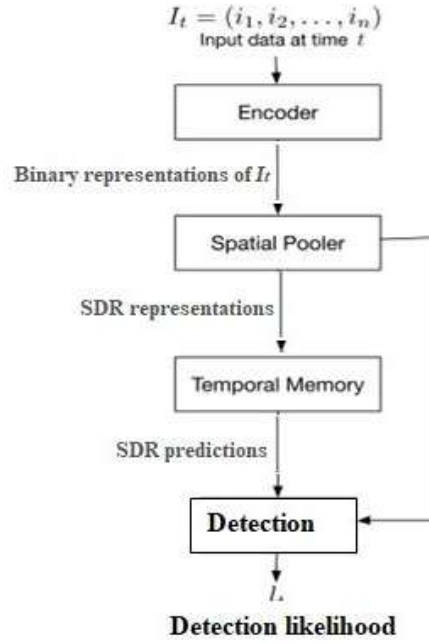 I_t = (i_1, i_2, ..., i_n)
Input data at time t
Encoder
Binary representations of I_t
Spatial Pooler
SDR representations
Temporal Memory
SDR predictions
Detection
Detection likelihood